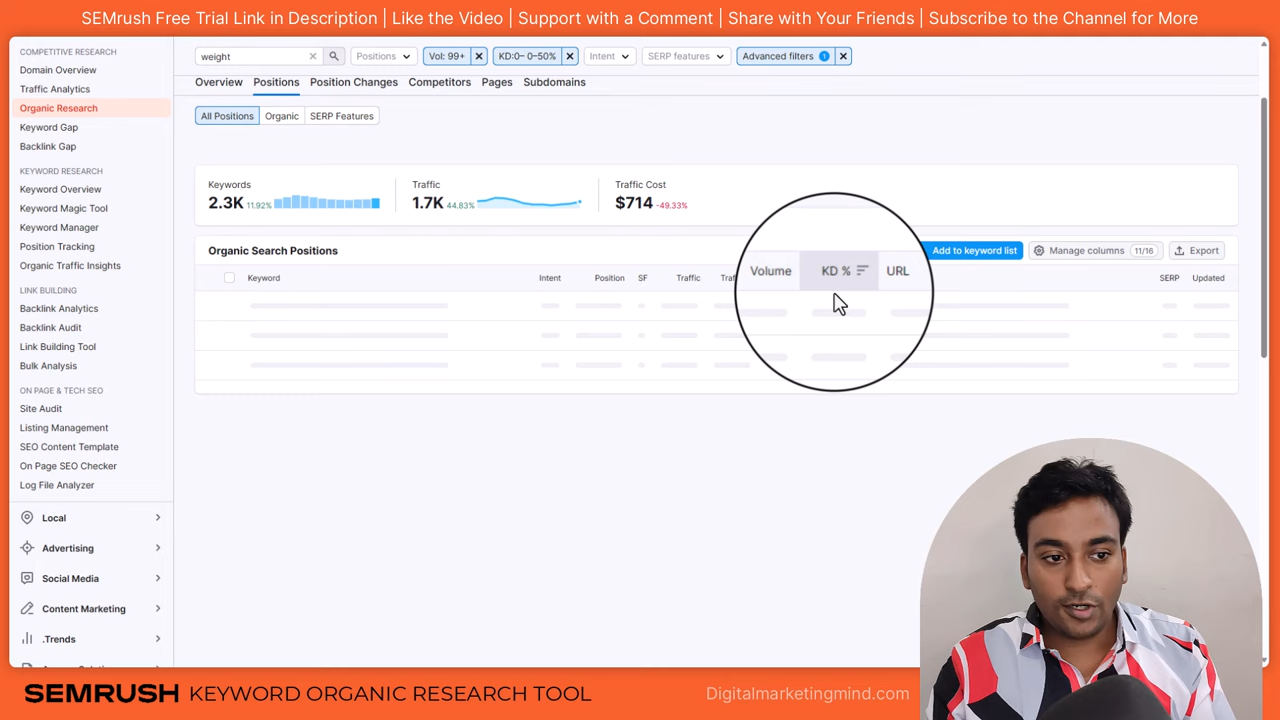 SEMrush Free Trial Link in Description | Like the Video | Support with a Comment | Share with Your Friends | Subscribe to the Channel for More
COMPETITIVE RESEARCH
Domain Overview
Traffic Analytics
Organic Research
Keyword Gap
Backlink Gap
KEYWORD RESEARCH
Keyword Overview
Keyword Magic Tool
Keyword Manager
Position Tracking
Organic Traffic Insights
LINK BUILDING
Backlink Analytics
Backlink Audit
Link Building Tool
Bulk Analysis
ON PAGE & TECH SEO
Site Audit
Listing Management
SEO Content Template
On Page SEO Checker
Log File Analyzer
Local
Advertising
Social Media
Content Marketing
.Trends
weight Positions Vol: 99+ KD:0– 0–50% Intent SERP features Advanced filters 1
Overview Positions Position Changes Competitors Pages Subdomains
All Positions Organic SERP Features
Keywords Traffic Traffic Cost
2.3K 11.92% 1.7K 44.83% $714 -49.33%
Organic Search Positions Add to keyword list Manage columns 11/16 Export
Keyword Intent Position SF Traffic Volume KD % URL SERP Updated
SEMRUSH KEYWORD ORGANIC RESEARCH TOOL Digitalmarketingmind.com